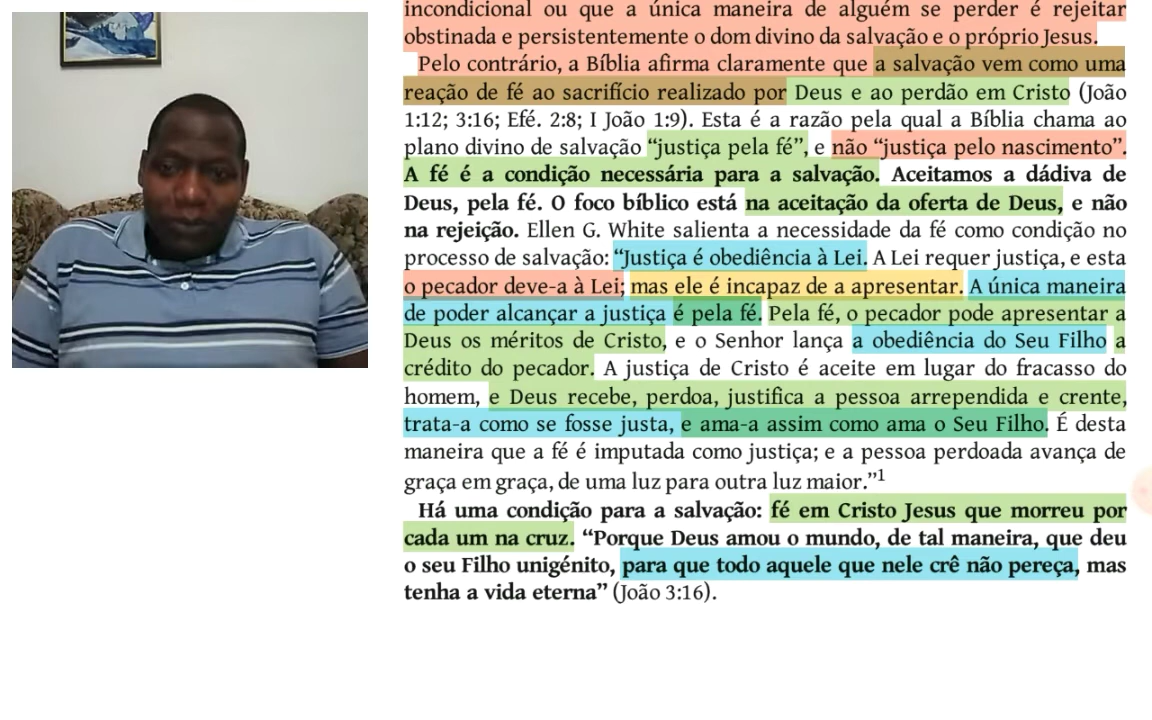 incondicional ou que a única maneira de alguém se perder é rejeitar
obstinada e persistentemente o dom divino da salvação e o próprio Jesus.
Pelo contrário, a Bíblia afirma claramente que a salvação vem como uma
reação de fé ao sacrifício realizado por Deus e ao perdão em Cristo (João
1:12; 3:16; Efé. 2:8; I João 1:9). Esta é a razão pela qual a Bíblia chama ao
plano divino de salvação “justiça pela fé”, e não “justiça pelo nascimento”.
A fé é a condição necessária para a salvação. Aceitamos a dádiva de
Deus, pela fé. O foco bíblico está na aceitação da oferta de Deus, e não
na rejeição. Ellen G. White salienta a necessidade da fé como condição no
processo de salvação: “Justiça é obediência à Lei. A Lei requer justiça, e esta
o pecador deve-a à Lei; mas ele é incapaz de a apresentar. A única maneira
de poder alcançar a justiça é pela fé. Pela fé, o pecador pode apresentar a
Deus os méritos de Cristo, e o Senhor lança a obediência do Seu Filho a
crédito do pecador. A justiça de Cristo é aceite em lugar do fracasso do
homem, e Deus recebe, perdoa, justifica a pessoa arrependida e crente,
trata-a como se fosse justa, e ama-a assim como ama o Seu Filho. É desta
maneira que a fé é imputada como justiça; e a pessoa perdoada avança de
graça em graça, de uma luz para outra luz maior.”¹
Há uma condição para a salvação: fé em Cristo Jesus que morreu por
cada um na cruz. “Porque Deus amou o mundo, de tal maneira, que deu
o seu Filho unigénito, para que todo aquele que nele crê não pereça, mas
tenha a vida eterna” (João 3:16).